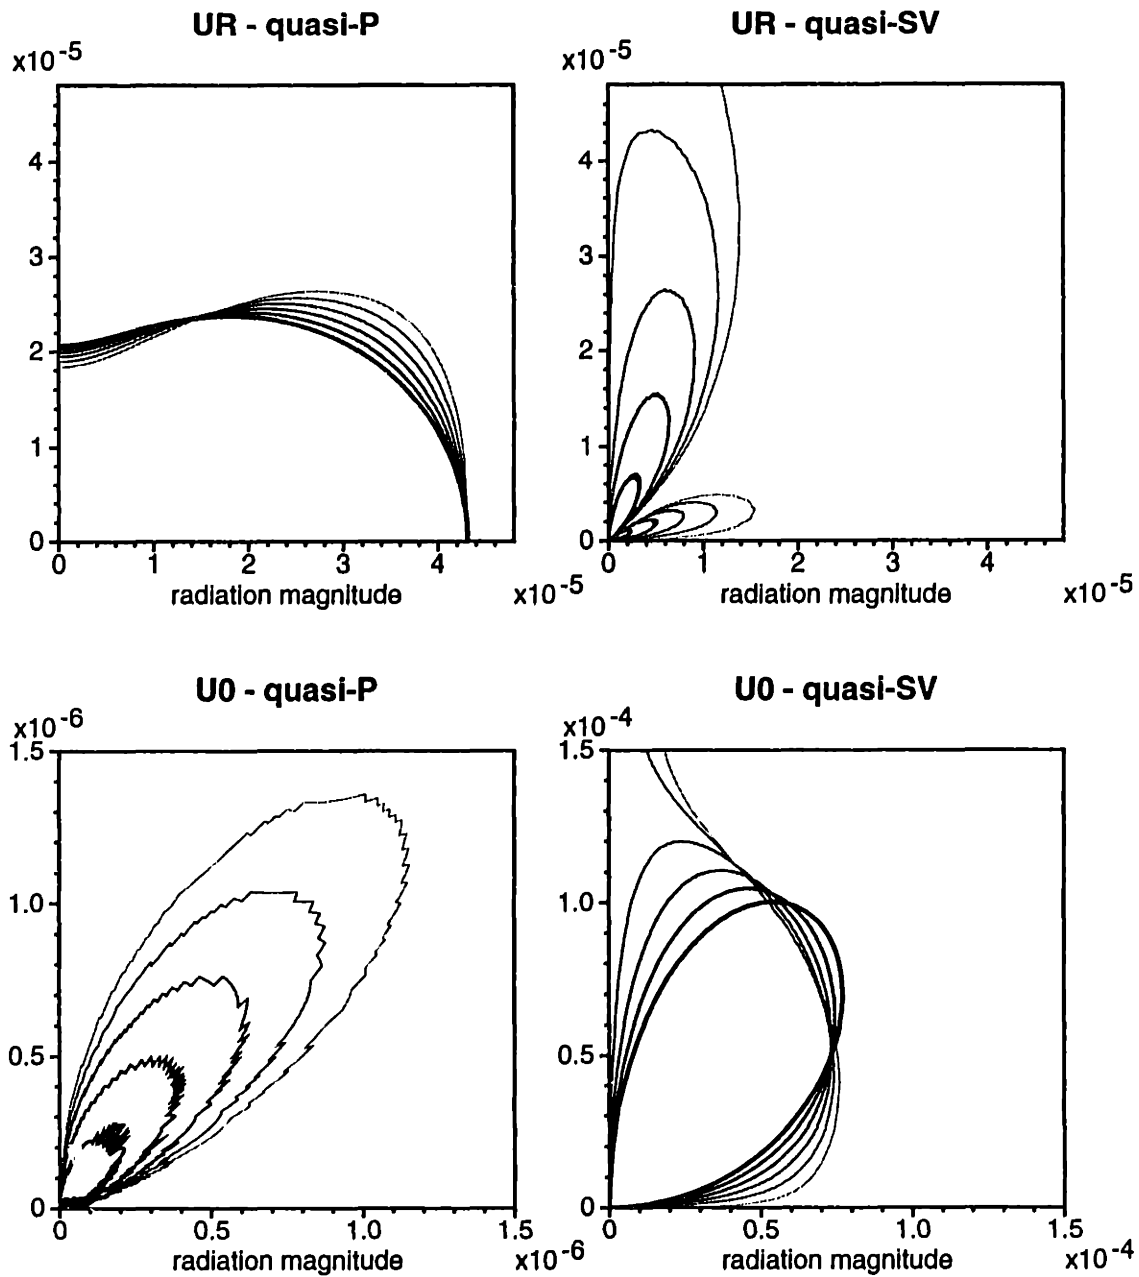 UR - quasi-P
UR - quasi-SV
x10-5
x10-5
4
3
2
1
0
4
3
2
1
0
0 1 2 3 4
0 1 2 3 4
radiation magnitude
x10-5
radiation magnitude
x10-5
U0 - quasi-P
U0 - quasi-SV
x10-6
x10-4
1.5
1.0
0.5
0
1.5
1.0
0.5
0
0 0.5 1.0 1.5
0 0.5 1.0 1.5
radiation magnitude
x10-6
radiation magnitude
x10-4